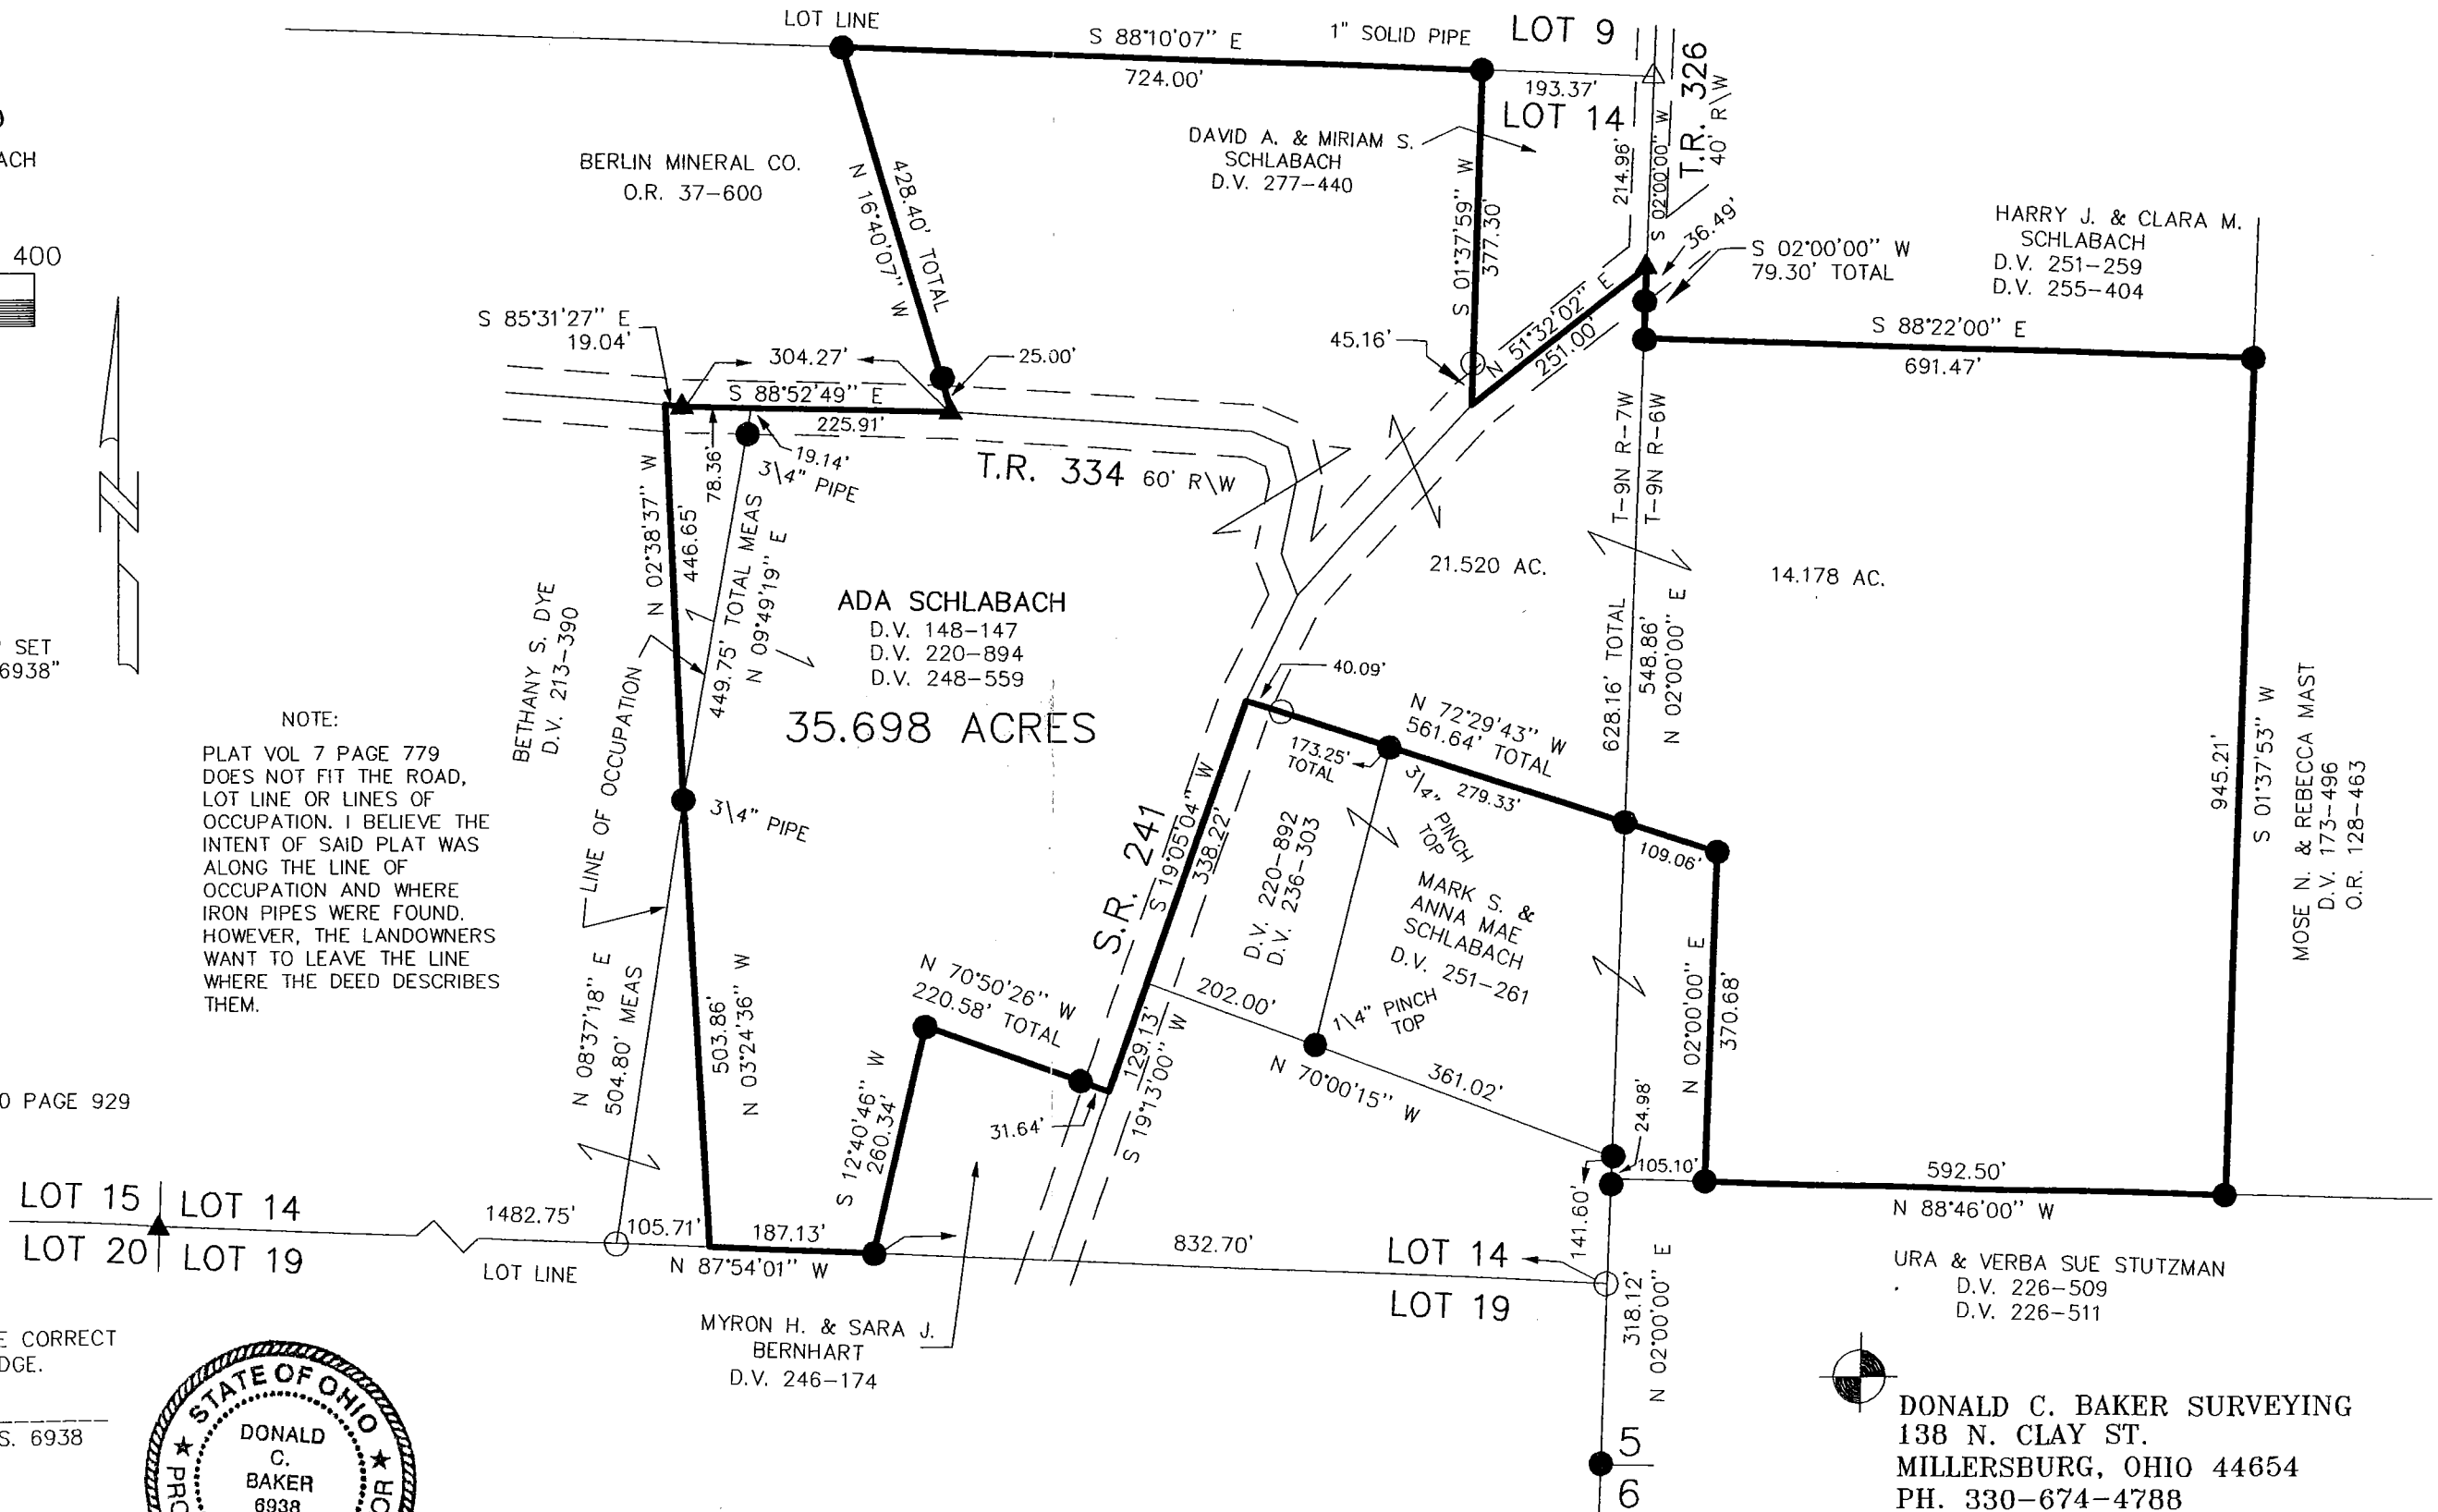 LOT LINE
S 88°10'07'' E
724.00'
1" SOLID PIPE
LOT 9
193.37'
LOT 14
T.R. 326
40' R\W
S 02°00'00'' W
214.96'
ACH
400
BERLIN MINERAL CO.
O.R. 37-600
428.40' TOTAL
N 16°40'07'' W
DAVID A. & MIRIAM S.
SCHLABACH
D.V. 277-440
S 01°37'59'' W
377.30'
36.49'
S 02°00'00'' W
79.30' TOTAL
HARRY J. & CLARA M.
SCHLABACH
D.V. 251-259
D.V. 255-404
S 88°22'00'' E
691.47'
S 85°31'27'' E
19.04'
304.27'
25.00'
S 88°52'49'' E
225.91'
19.14'
3\4" PIPE
78.36'
T.R. 334 60' R\W
45.16'
N 51°32'02'' E
251.00'
T-9N R-7W
T-9N R-6W
N 02°38'37'' W
446.65'
449.75' TOTAL MEAS
N 09°49'19'' E
21.520 AC.
14.178 AC.
BETHANY S. DYE
D.V. 213-390
ADA SCHLABACH
D.V. 148-147
D.V. 220-894
D.V. 248-559
35.698 ACRES
628.16' TOTAL
548.86'
N 02°00'00'' E
SET
6938"
NOTE:
PLAT VOL 7 PAGE 779
DOES NOT FIT THE ROAD,
LOT LINE OR LINES OF
OCCUPATION. I BELIEVE THE
INTENT OF SAID PLAT WAS
ALONG THE LINE OF
OCCUPATION AND WHERE
IRON PIPES WERE FOUND.
HOWEVER, THE LANDOWNERS
WANT TO LEAVE THE LINE
WHERE THE DEED DESCRIBES
THEM.
LINE OF OCCUPATION
3\4" PIPE
40.09'
N 72°29'43'' W
561.64' TOTAL
173.25'
TOTAL
3\4" PINCH
TOP
279.33'
109.06'
S.R. 241
S 19°05'04'' W
338.22'
D.V. 220-892
D.V. 236-303
MARK S. &
ANNA MAE
SCHLABACH
D.V. 251-261
945.21'
S 01°37'53'' W
MOSE N. & REBECCA MAST
D.V. 173-496
O.R. 128-463
N 08°37'18'' E
504.80' MEAS
503.86'
N 03°24'36'' W
N 70°50'26'' W
220.58' TOTAL
S 12°40'46'' W
260.34'
31.64'
129.13'
S 19°13'00'' W
202.00'
1\4" PINCH
TOP
N 70°00'15'' W
361.02'
N 02°00'00'' E
370.68'
24.98'
105.10'
141.60'
592.50'
N 88°46'00'' W
0 PAGE 929
LOT 15
LOT 14
LOT 20
LOT 19
1482.75'
LOT LINE
105.71'
187.13'
N 87°54'01'' W
832.70'
LOT 14
LOT 19
318.12'
N 02°00'00'' E
5
6
MYRON H. & SARA J.
BERNHART
D.V. 246-174
URA & VERBA SUE STUTZMAN
D.V. 226-509
D.V. 226-511
E CORRECT
DGE.
S. 6938
STATE OF OHIO
DONALD
C.
BAKER
6938
PRO
OR
DONALD C. BAKER SURVEYING
138 N. CLAY ST.
MILLERSBURG, OHIO 44654
PH. 330-674-4788